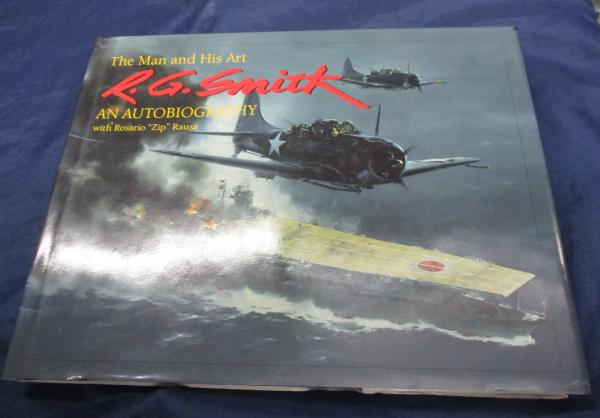 The Man and His Art
R.G. Smith
AN AUTOBIOGRAPHY
with Rosario "Zip" Rausa